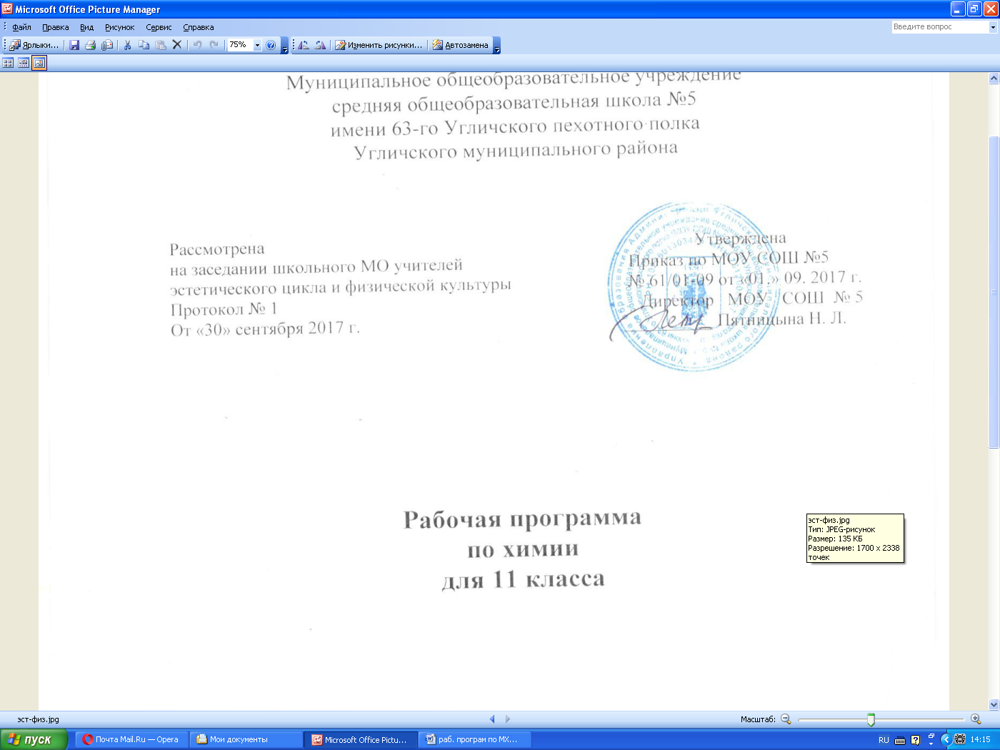 Microsoft Office Picture Manager
Файл Правка Вид Рисунок Сервис Справка
Введите вопрос
Ярлыки... 75% Изменить рисунки... Автозамена
Муниципальное общеобразовательное учреждение
средняя общеобразовательная школа №5
имени 63-го Угличского пехотного полка
Угличского муниципального района
Рассмотрена
на заседании школьного МО учителей
эстетического цикла и физической культуры
Протокол № 1
От «30» сентября 2017 г.
Утверждена
Приказ по МОУ СОШ №5
№ 61/01-09 от «01.» 09. 2017 г.
Директор МОУ СОШ № 5
Пятницына Н. Л.
Рабочая программа
по химии
для 11 класса
эст-физ.jpg
Тип: JPEG-рисунок
Размер: 135 КБ
Разрешение: 1700 x 2338
точек
эст-физ.jpg
Масштаб:
пуск
Почта Mail.Ru — Opera
Мои документы
Microsoft Office Pictu...
раб. програм по МХ...
RU
14:15